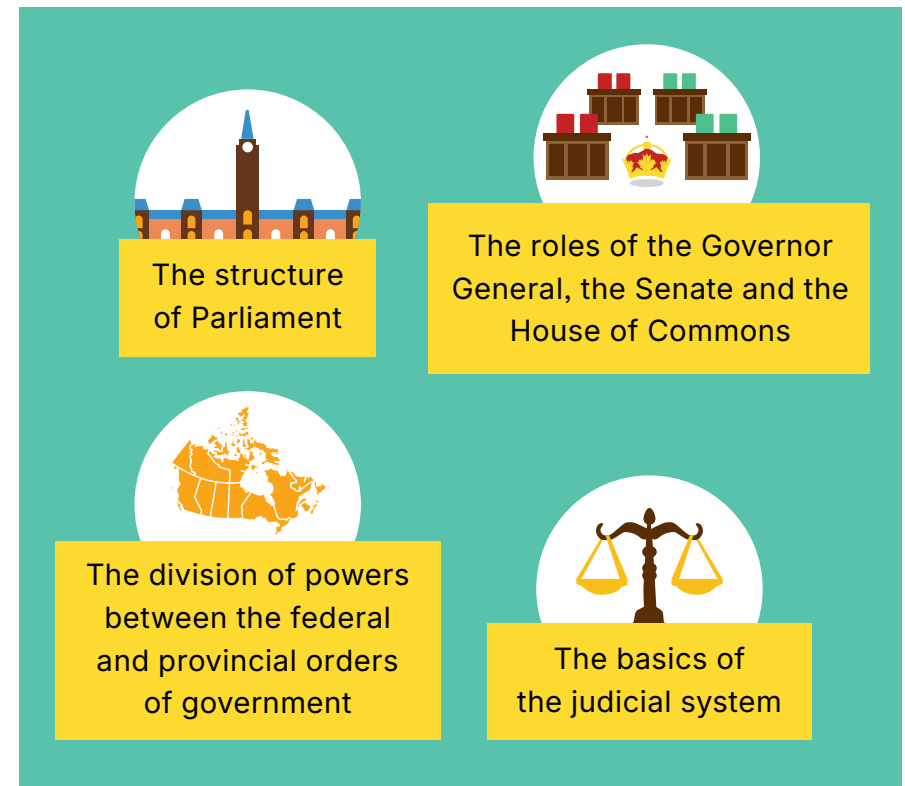 The structure
of Parliament
The roles of the Governor
General, the Senate and the
House of Commons
The division of powers
between the federal
and provincial orders
of government
The basics of
the judicial system